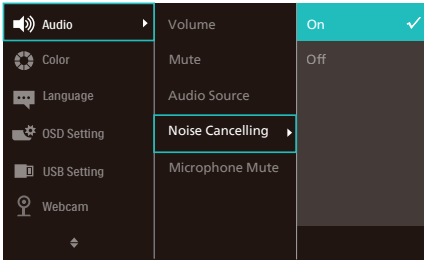 Audio
Color
Language
OSD Setting
USB Setting
Webcam
Volume
Mute
Audio Source
Noise Cancelling
Microphone Mute
On
Off